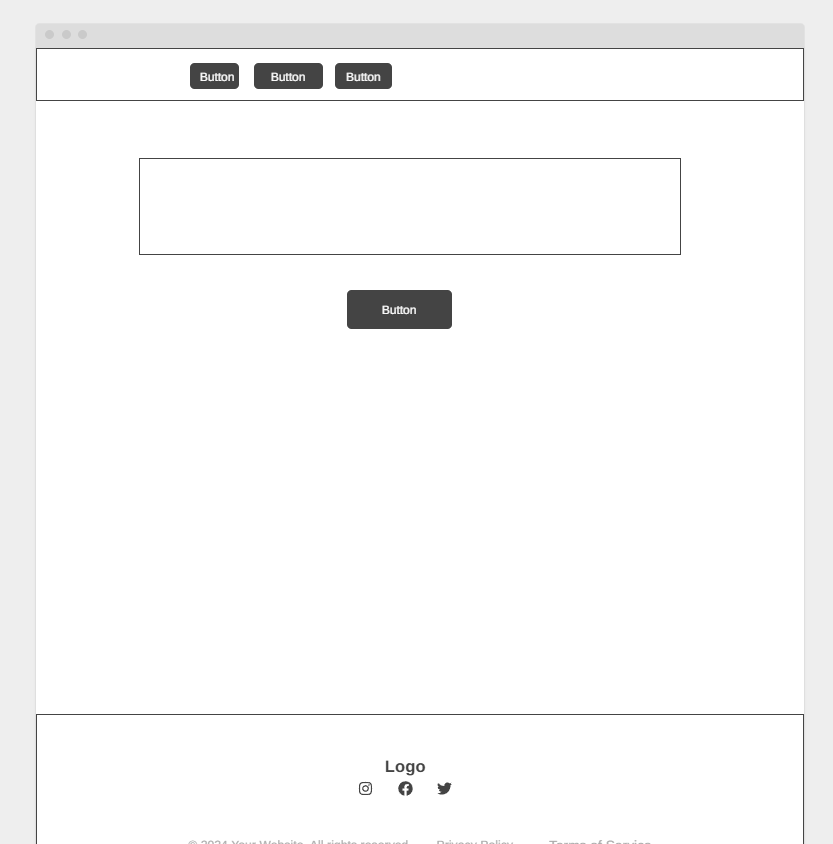 Button Button Button
Button
Logo
© 2024 Your Website. All rights reserved. Privacy Policy Terms of Service